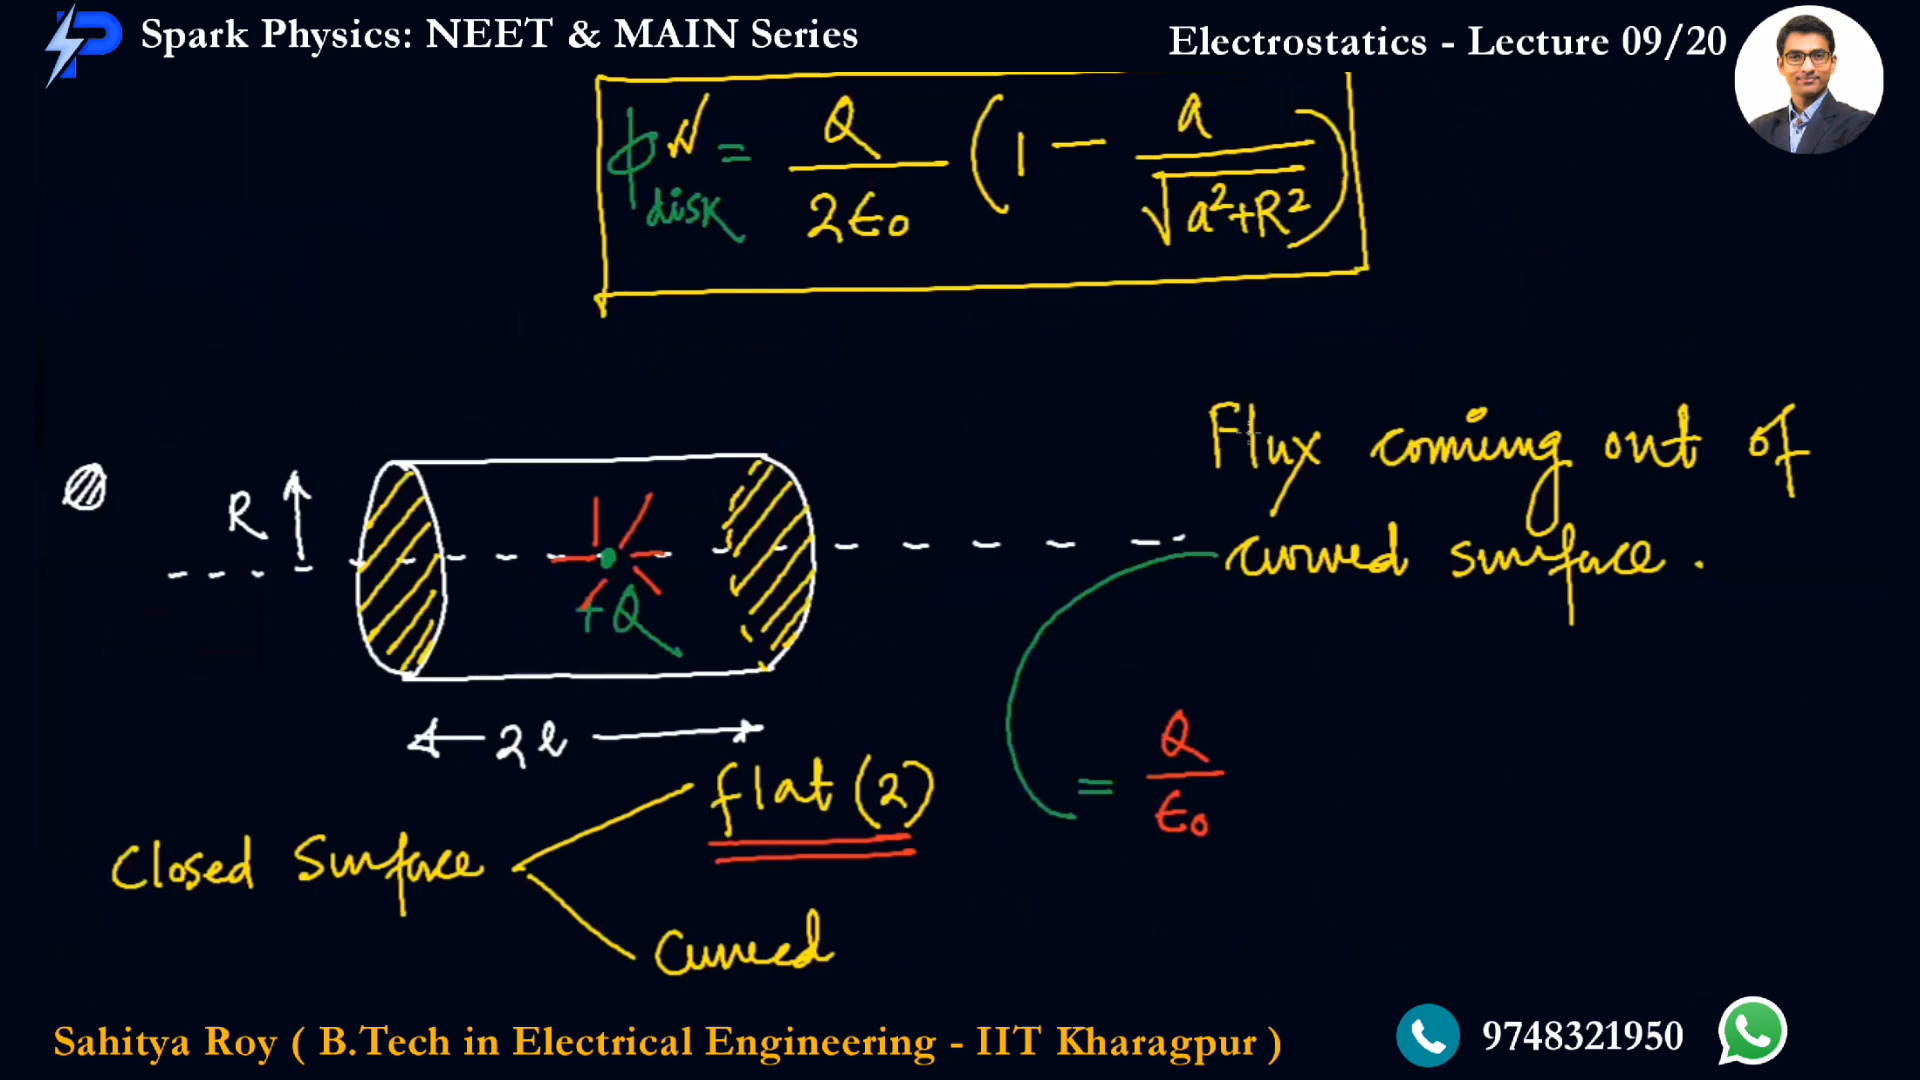 Spark Physics: NEET & MAIN Series
Electrostatics - Lecture 09/20
ϕ disk = Q / 2ε₀ (1 − a / √(a²+R²))
Flux coming out of
curved surface.
R
+Q
2l
= Q / ε₀
flat (2)
Closed Surface
Curved
Sahitya Roy ( B.Tech in Electrical Engineering - IIT Kharagpur )
9748321950